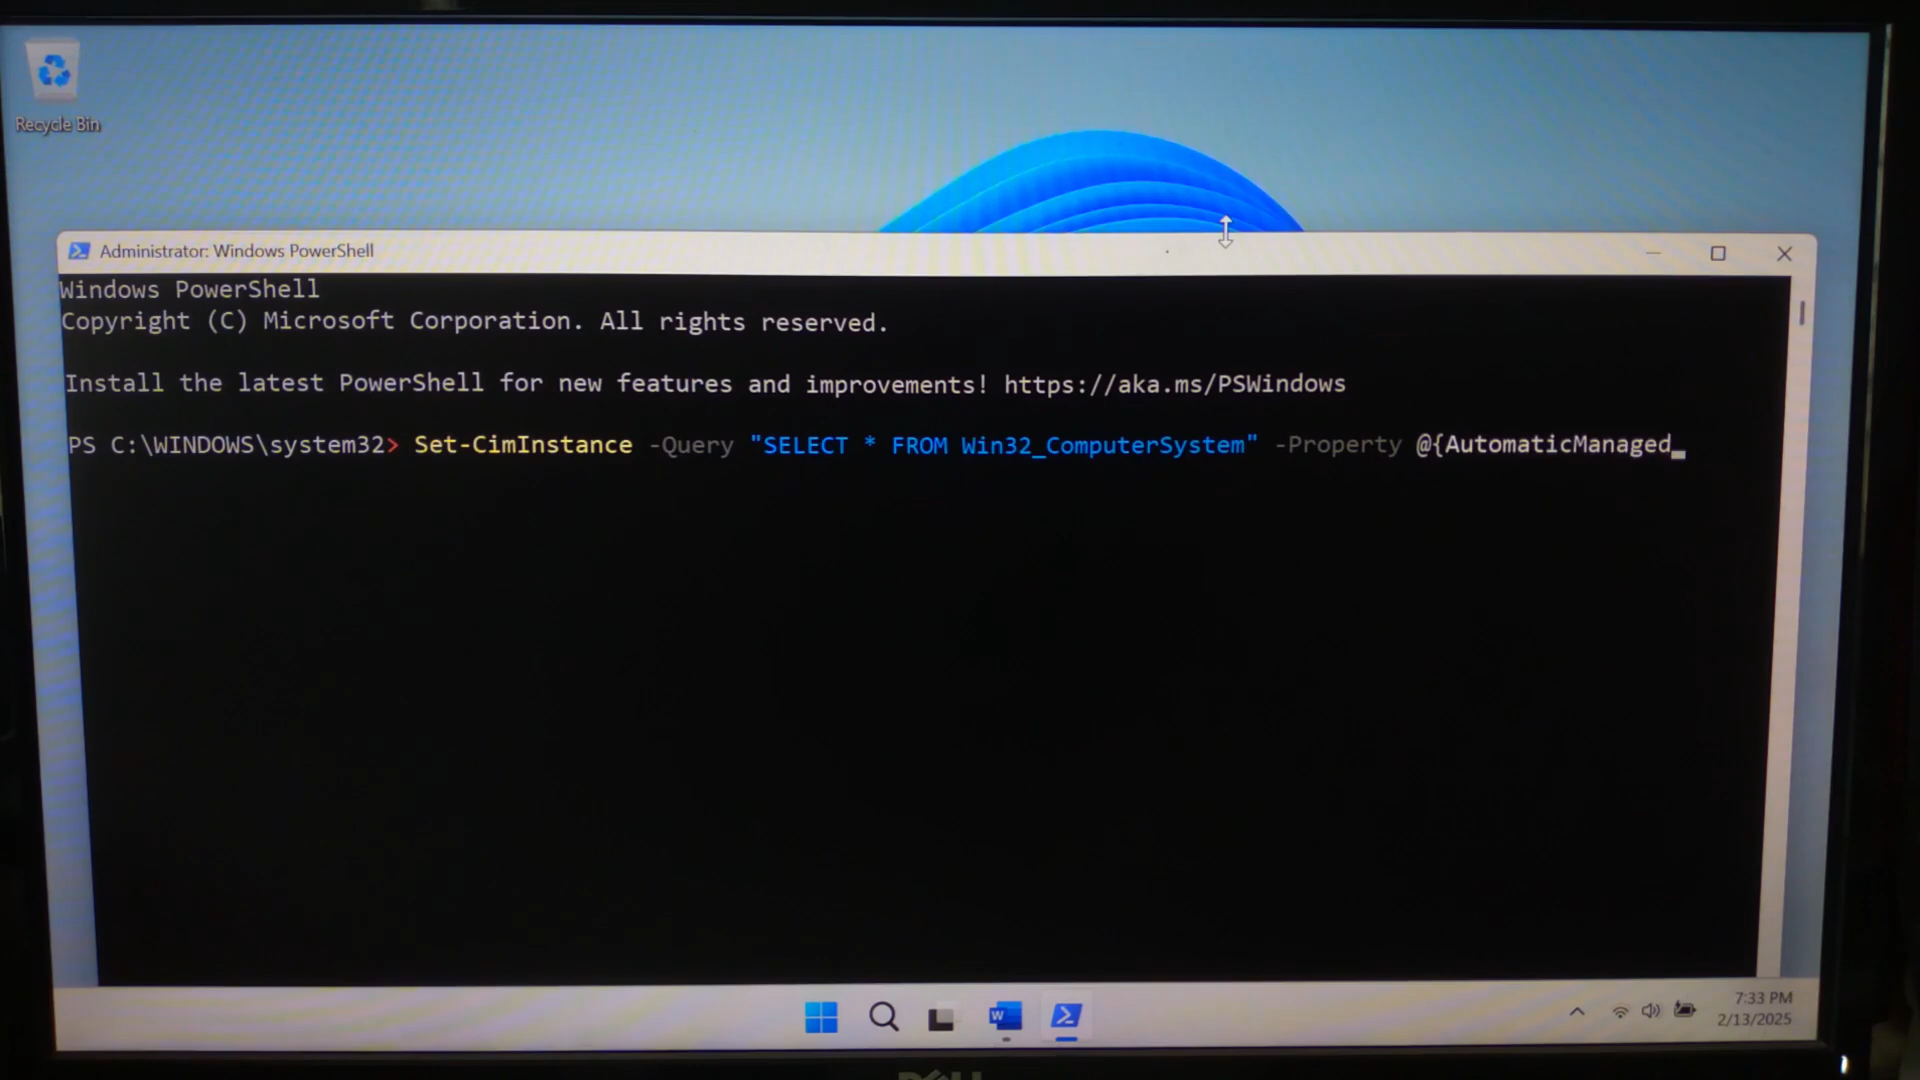 Recycle Bin
Administrator: Windows PowerShell
Windows PowerShell
Copyright (C) Microsoft Corporation. All rights reserved.
Install the latest PowerShell for new features and improvements! https://aka.ms/PSWindows
PS C:\WINDOWS\system32> Set-CimInstance -Query "SELECT * FROM Win32_ComputerSystem" -Property @{AutomaticManaged_
W
7:33 PM
2/13/2025
DELL